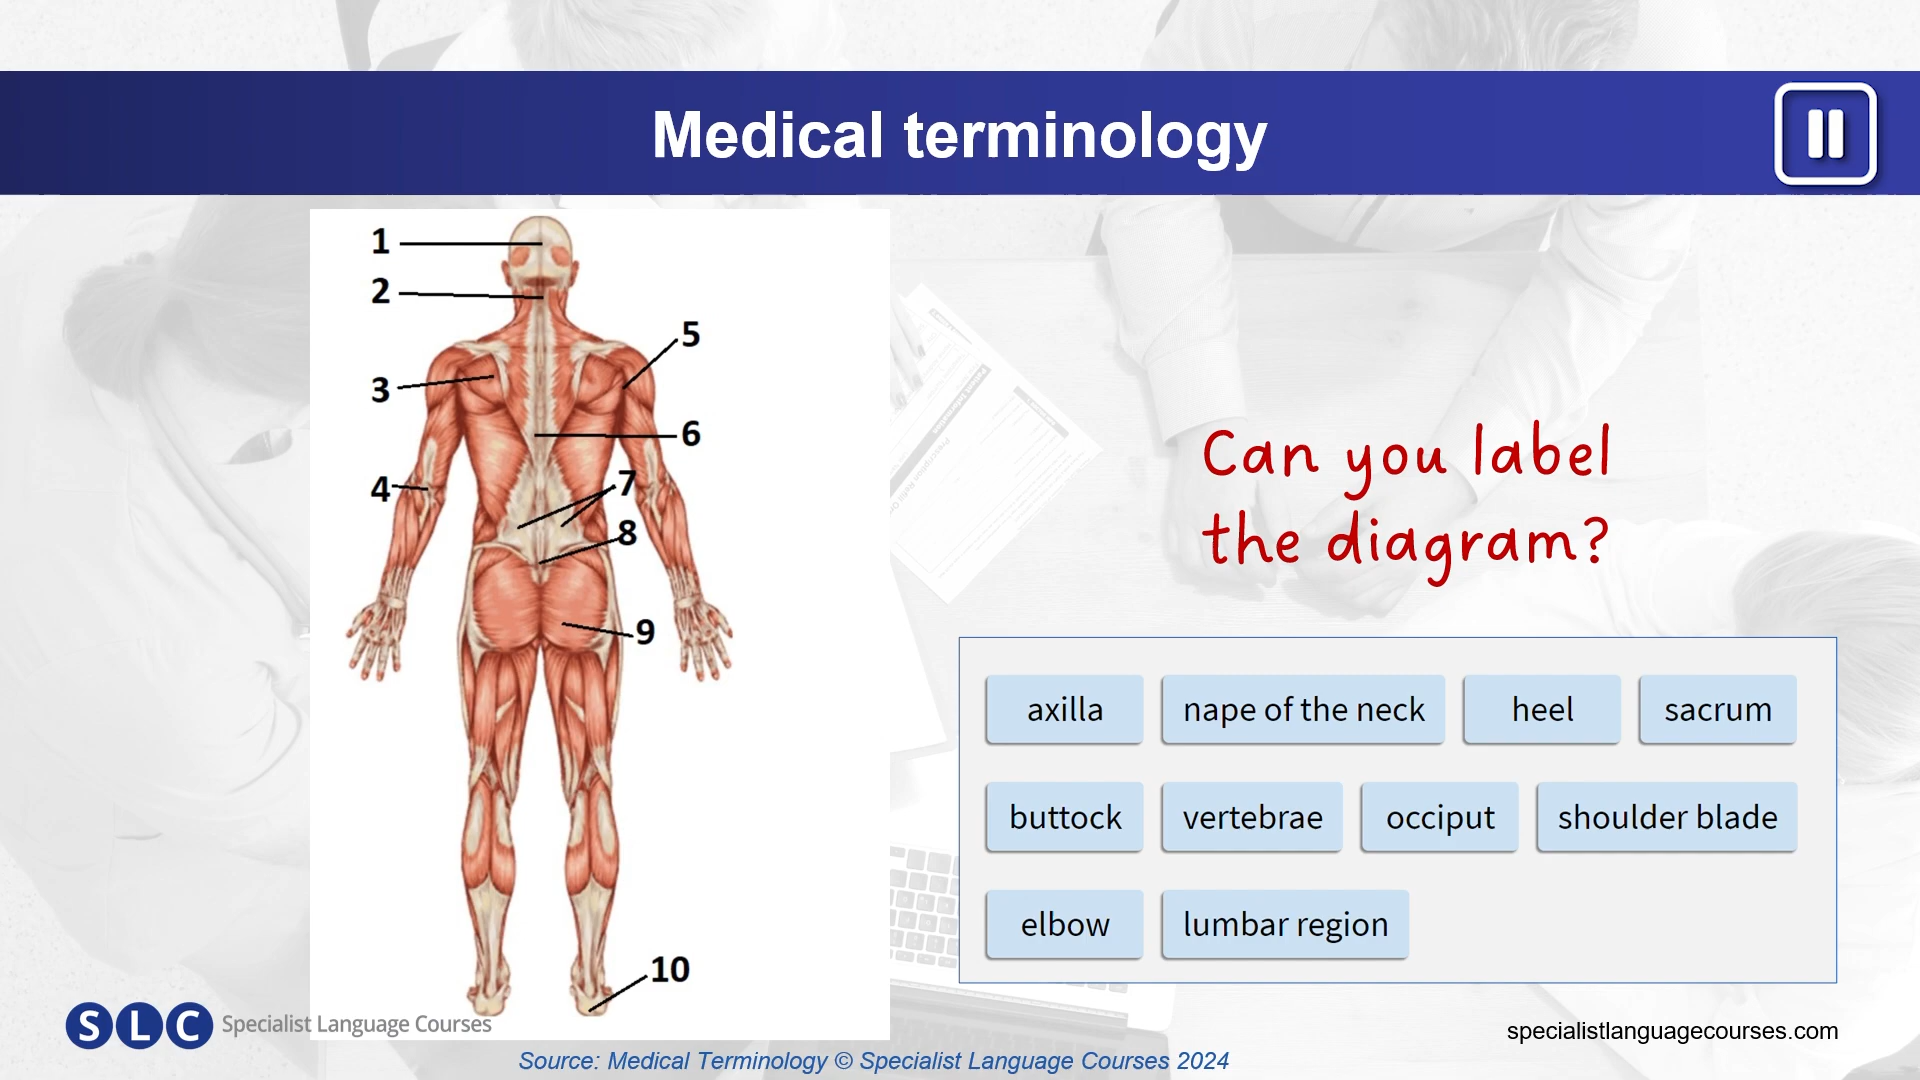 Medical terminology
1
2
3
4
5
6
7
8
9
10
Can you label
the diagram?
axilla
nape of the neck
heel
sacrum
buttock
vertebrae
occiput
shoulder blade
elbow
lumbar region
SLC Specialist Language Courses
specialistlanguagecourses.com
Source: Medical Terminology © Specialist Language Courses 2024